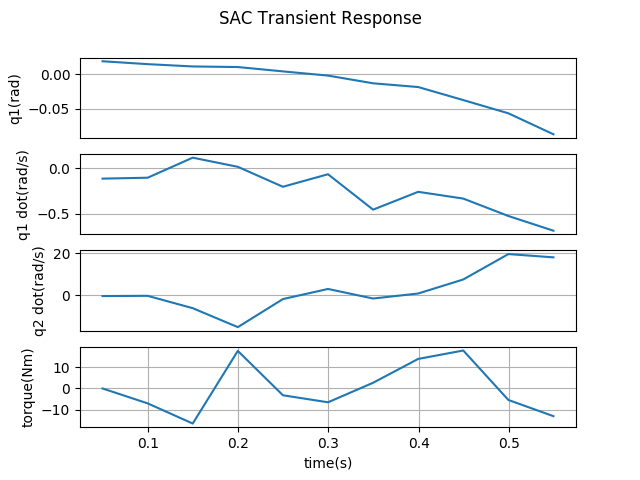 SAC Transient Response
q1(rad)
0.00
−0.05
q1 dot(rad/s)
0.0
−0.5
q2 dot(rad/s)
20
0
torque(Nm)
10
0
−10
0.1 0.2 0.3 0.4 0.5
time(s)